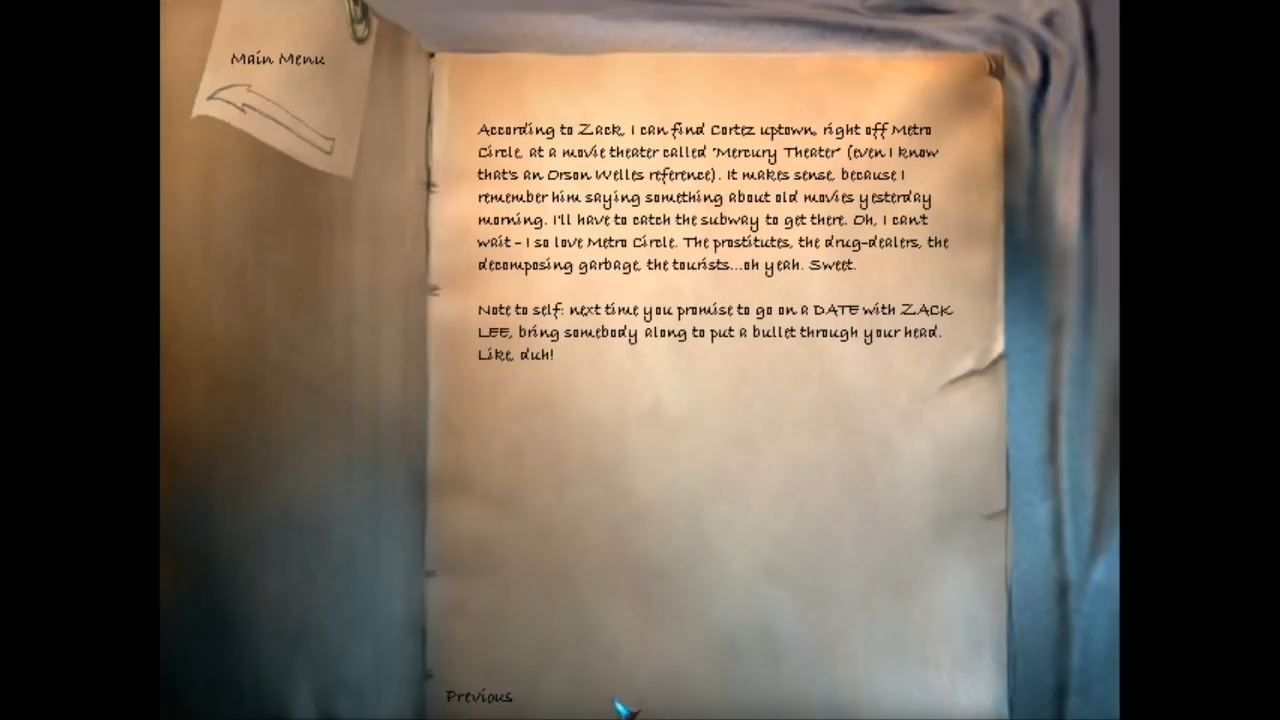 Main Menu
According to Zack, I can find Cortez uptown, right off Metro
Circle, at a movie theater called "Mercury Theater" (even I know
that's an Orson Welles reference). It makes sense, because I
remember him saying something about old movies yesterday
morning. I'll have to catch the subway to get there. Oh, I can't
wait - I so love Metro Circle. The prostitutes, the drug-dealers, the
decomposing garbage, the tourists...oh yeah. Sweet.
Note to self: next time you promise to go on a DATE with ZACK
LEE, bring somebody along to put a bullet through your head.
Like, duh!
Previous